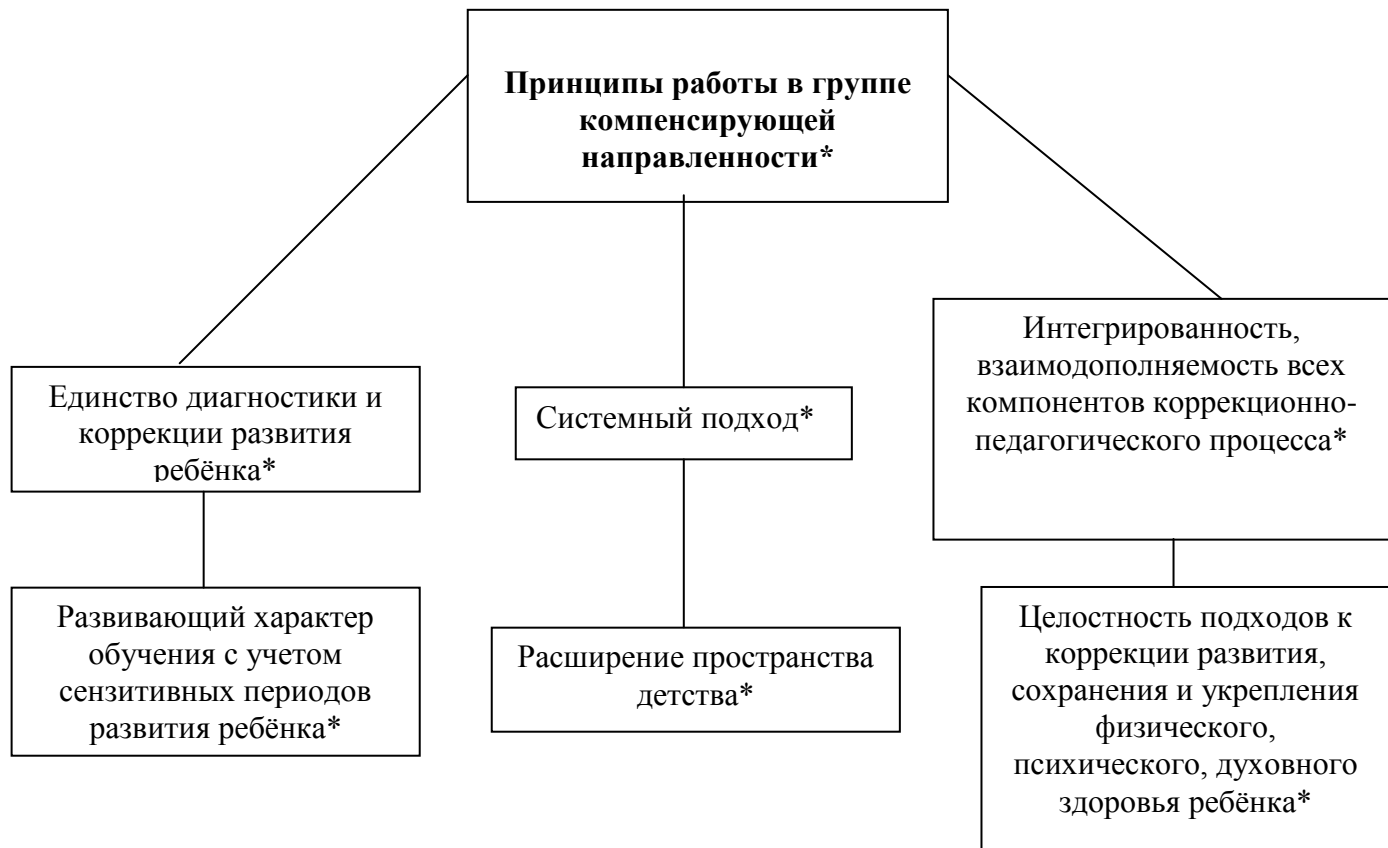 Принципы работы в группе
компенсирующей
направленности*
Единство диагностики и
коррекции развития
ребёнка*
Системный подход*
Интегрированность,
взаимодополняемость всех
компонентов коррекционно-
педагогического процесса*
Развивающий характер
обучения с учетом
сензитивных периодов
развития ребёнка*
Расширение пространства
детства*
Целостность подходов к
коррекции развития,
сохранения и укрепления
физического,
психического, духовного
здоровья ребёнка*